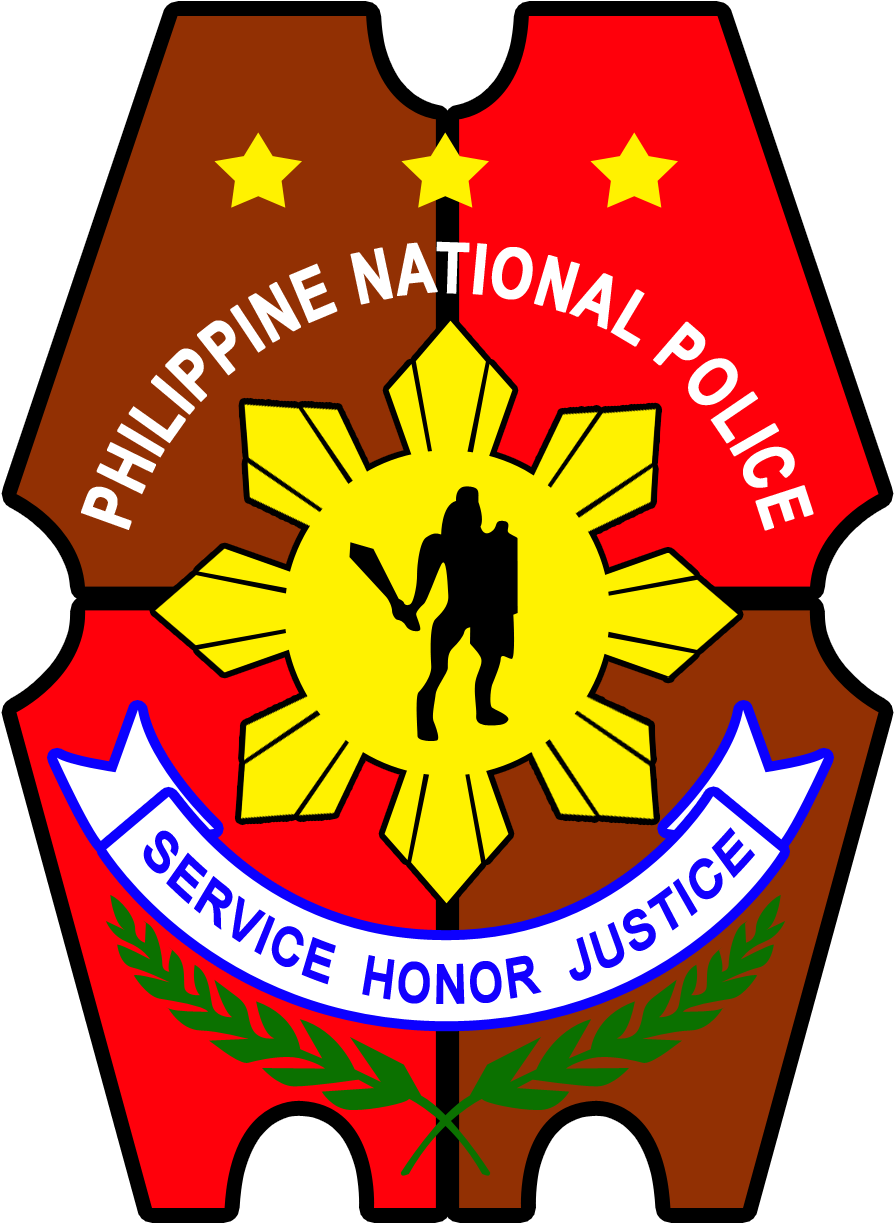 PHILIPPINE NATIONAL POLICE
SERVICE HONOR JUSTICE